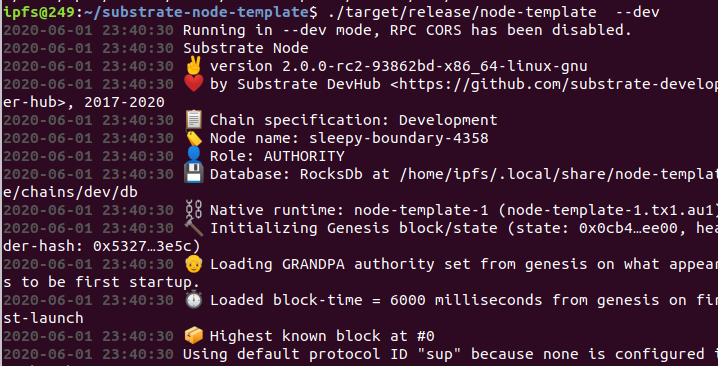 ipfs@249:~/substrate-node-template$ ./target/release/node-template  --dev
2020-06-01 23:40:30 Running in --dev mode, RPC CORS has been disabled.
2020-06-01 23:40:30 Substrate Node
2020-06-01 23:40:30 ✌️ version 2.0.0-rc2-93862bd-x86_64-linux-gnu
2020-06-01 23:40:30 ❤️ by Substrate DevHub <https://github.com/substrate-develop
er-hub>, 2017-2020
2020-06-01 23:40:30 📋 Chain specification: Development
2020-06-01 23:40:30 🏷 Node name: sleepy-boundary-4358
2020-06-01 23:40:30 👤 Role: AUTHORITY
2020-06-01 23:40:30 💾 Database: RocksDb at /home/ipfs/.local/share/node-templat
e/chains/dev/db
2020-06-01 23:40:30 ⛓ Native runtime: node-template-1 (node-template-1.tx1.au1)
2020-06-01 23:40:30 🔨 Initializing Genesis block/state (state: 0x0cb4…ee00, hea
der-hash: 0x5327…3e5c)
2020-06-01 23:40:30 👴 Loading GRANDPA authority set from genesis on what appear
s to be first startup.
2020-06-01 23:40:30 ⏱ Loaded block-time = 6000 milliseconds from genesis on fir
st-launch
2020-06-01 23:40:30 📦 Highest known block at #0
2020-06-01 23:40:30 Using default protocol ID "sup" because none is configured i